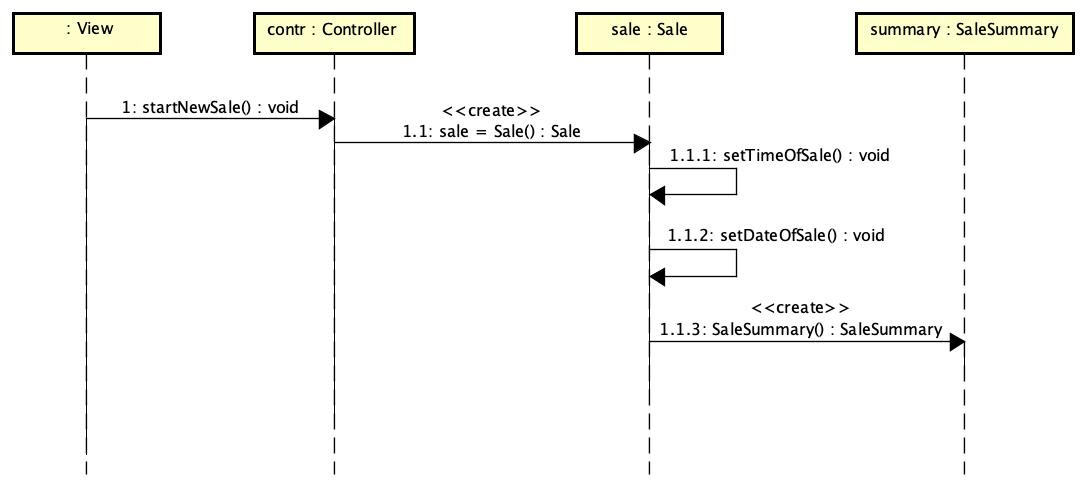 : View
contr : Controller
sale : Sale
summary : SaleSummary
1: startNewSale() : void
<<create>>
1.1: sale = Sale() : Sale
1.1.1: setTimeOfSale() : void
1.1.2: setDateOfSale() : void
<<create>>
1.1.3: SaleSummary() : SaleSummary